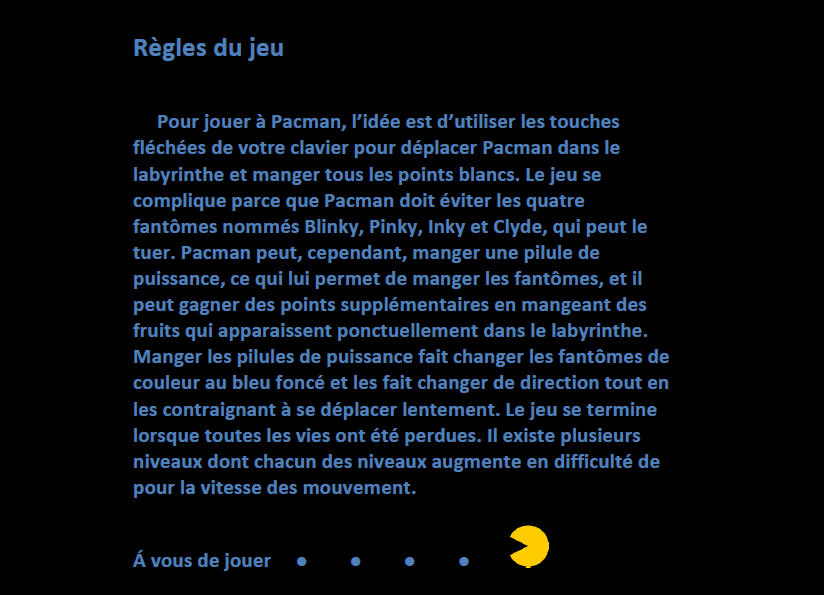 Règles du jeu
Pour jouer à Pacman, l’idée est d’utiliser les touches
fléchées de votre clavier pour déplacer Pacman dans le
labyrinthe et manger tous les points blancs. Le jeu se
complique parce que Pacman doit éviter les quatre
fantômes nommés Blinky, Pinky, Inky et Clyde, qui peut le
tuer. Pacman peut, cependant, manger une pilule de
puissance, ce qui lui permet de manger les fantômes, et il
peut gagner des points supplémentaires en mangeant des
fruits qui apparaissent ponctuellement dans le labyrinthe.
Manger les pilules de puissance fait changer les fantômes de
couleur au bleu foncé et les fait changer de direction tout en
les contraignant à se déplacer lentement. Le jeu se termine
lorsque toutes les vies ont été perdues. Il existe plusieurs
niveaux dont chacun des niveaux augmente en difficulté de
pour la vitesse des mouvement.
Á vous de jouer